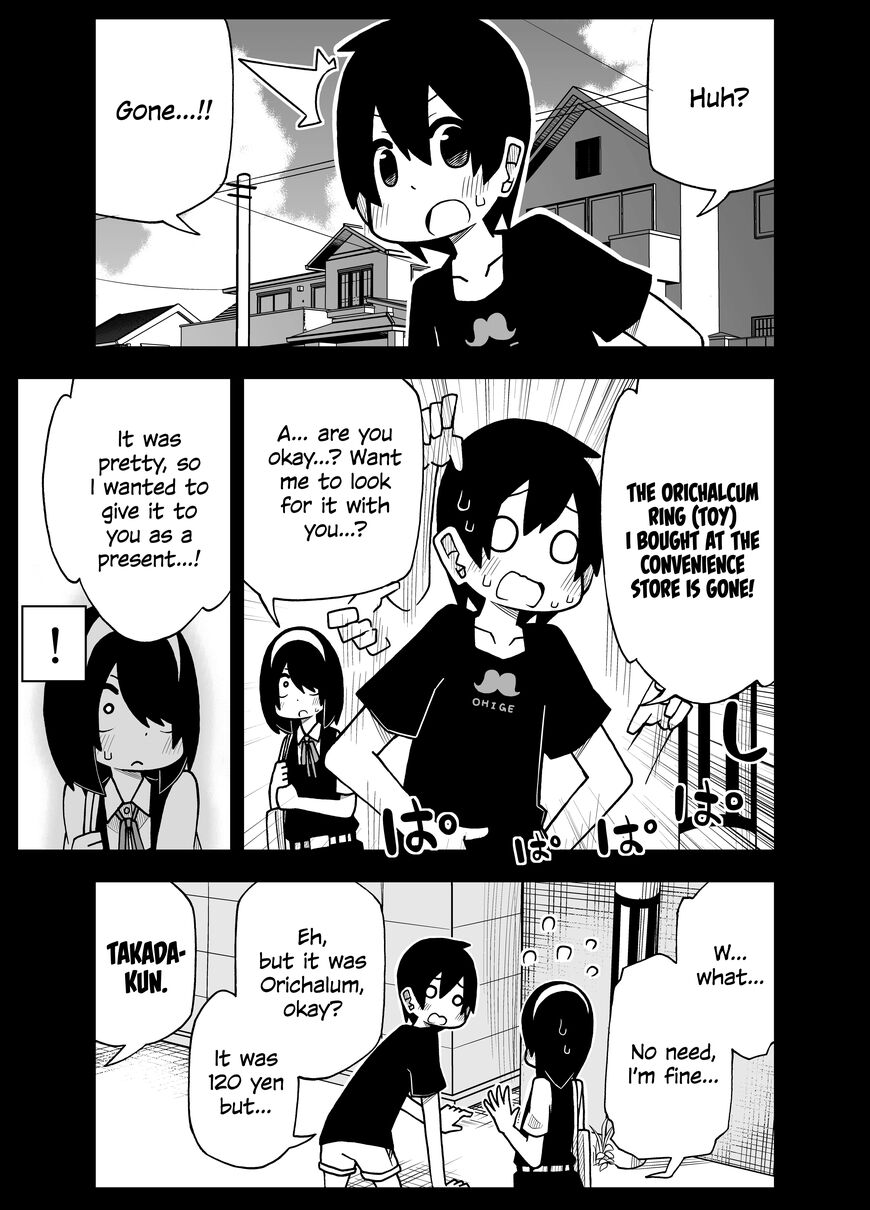 Huh?
Gone...!!
THE ORICHALCUM
RING (TOY)
I BOUGHT AT THE
CONVENIENCE
STORE IS GONE!
A... are you
okay...? Want
me to look
for it with
you...?
OHIGE
し
ぱ
ぱ
ぱ
ぱ
It was
pretty, so
I wanted to
give it to
you as a
present...!
!
W...
what...
No need,
I'm fine...
Eh,
but it was
Orichalum,
okay?
It was
120 yen
but...
TAKADA-
KUN.